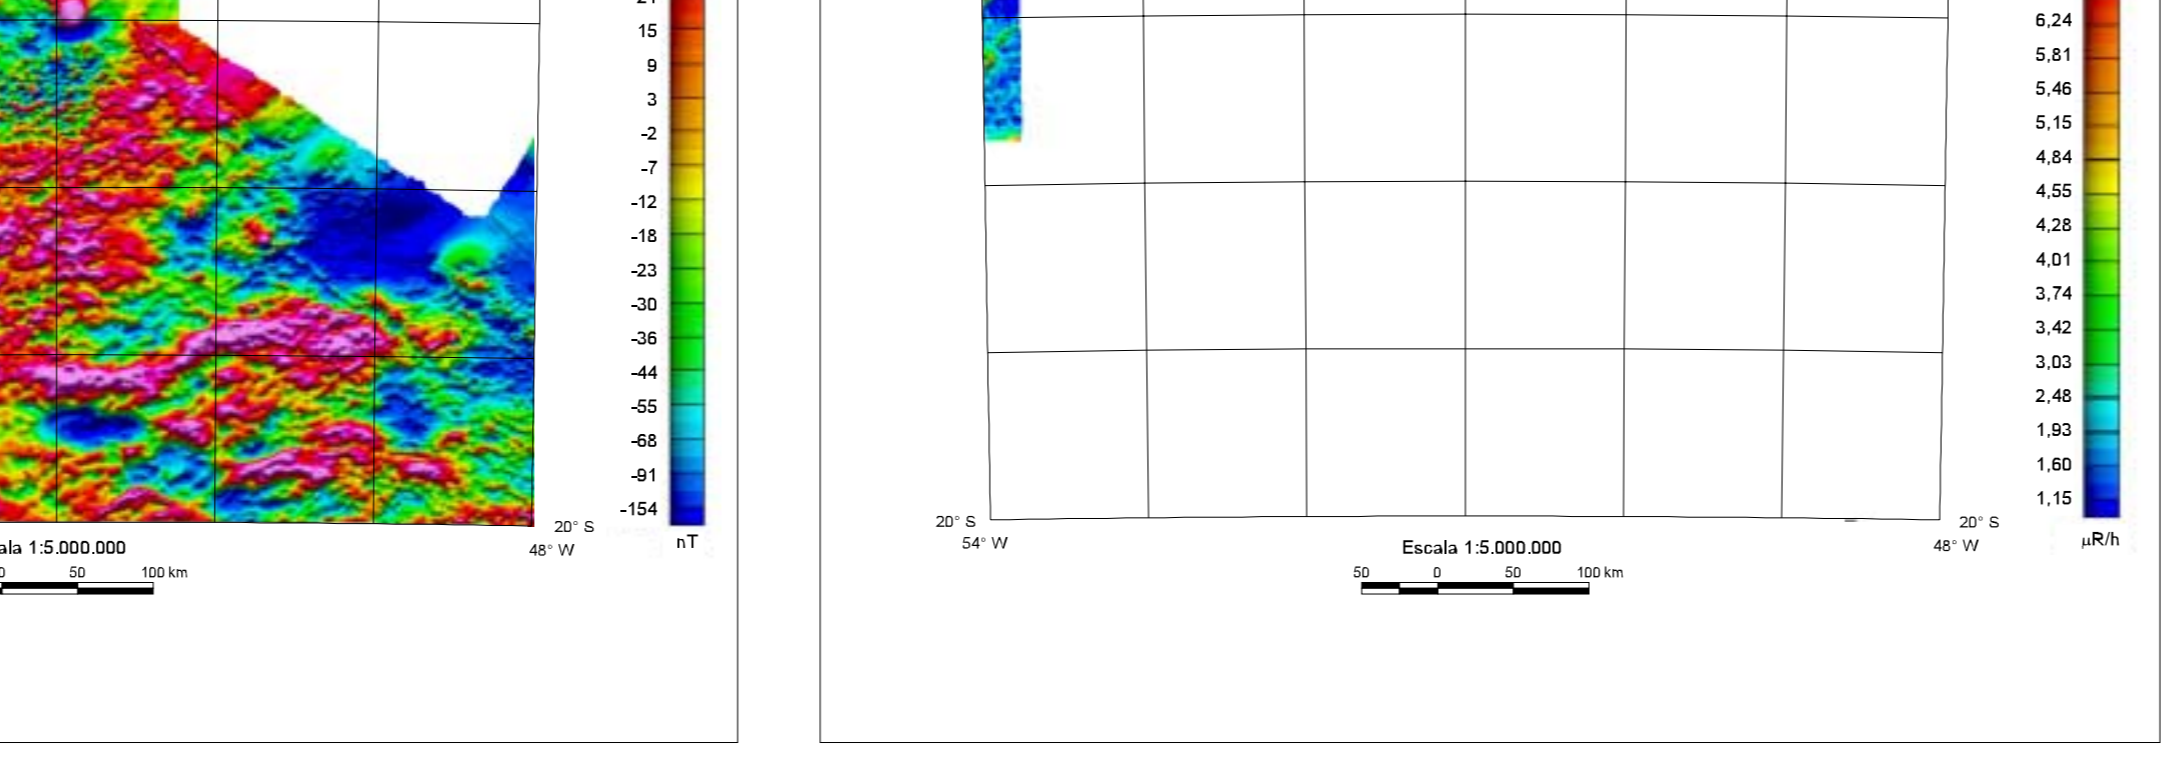 15
9
3
-2
-7
-12
-18
-23
-30
-36
-44
-55
-68
-91
-154
nT
20° S
48° W
1:5.000.000
0 50 100 km
6,24
5,81
5,46
5,15
4,84
4,55
4,28
4,01
3,74
3,42
3,03
2,48
1,93
1,60
1,15
μR/h
20° S
54° W
20° S
48° W
Escala 1:5.000.000
50 0 50 100 km